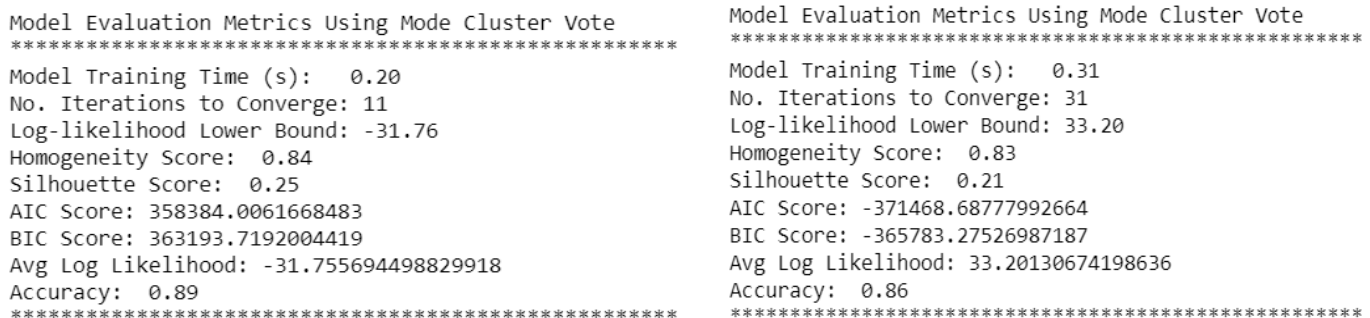 Model Evaluation Metrics Using Mode Cluster Vote
*****************************************************
Model Training Time (s):   0.20
No. Iterations to Converge: 11
Log-likelihood Lower Bound: -31.76
Homogeneity Score:  0.84
Silhouette Score:  0.25
AIC Score: 358384.0061668483
BIC Score: 363193.7192004419
Avg Log Likelihood: -31.755694498829918
Accuracy:  0.89
*****************************************************
Model Evaluation Metrics Using Mode Cluster Vote
*****************************************************
Model Training Time (s):   0.31
No. Iterations to Converge: 31
Log-likelihood Lower Bound: 33.20
Homogeneity Score:  0.83
Silhouette Score:  0.21
AIC Score: -371468.68777992664
BIC Score: -365783.27526987187
Avg Log Likelihood: 33.20130674198636
Accuracy:  0.86
*****************************************************